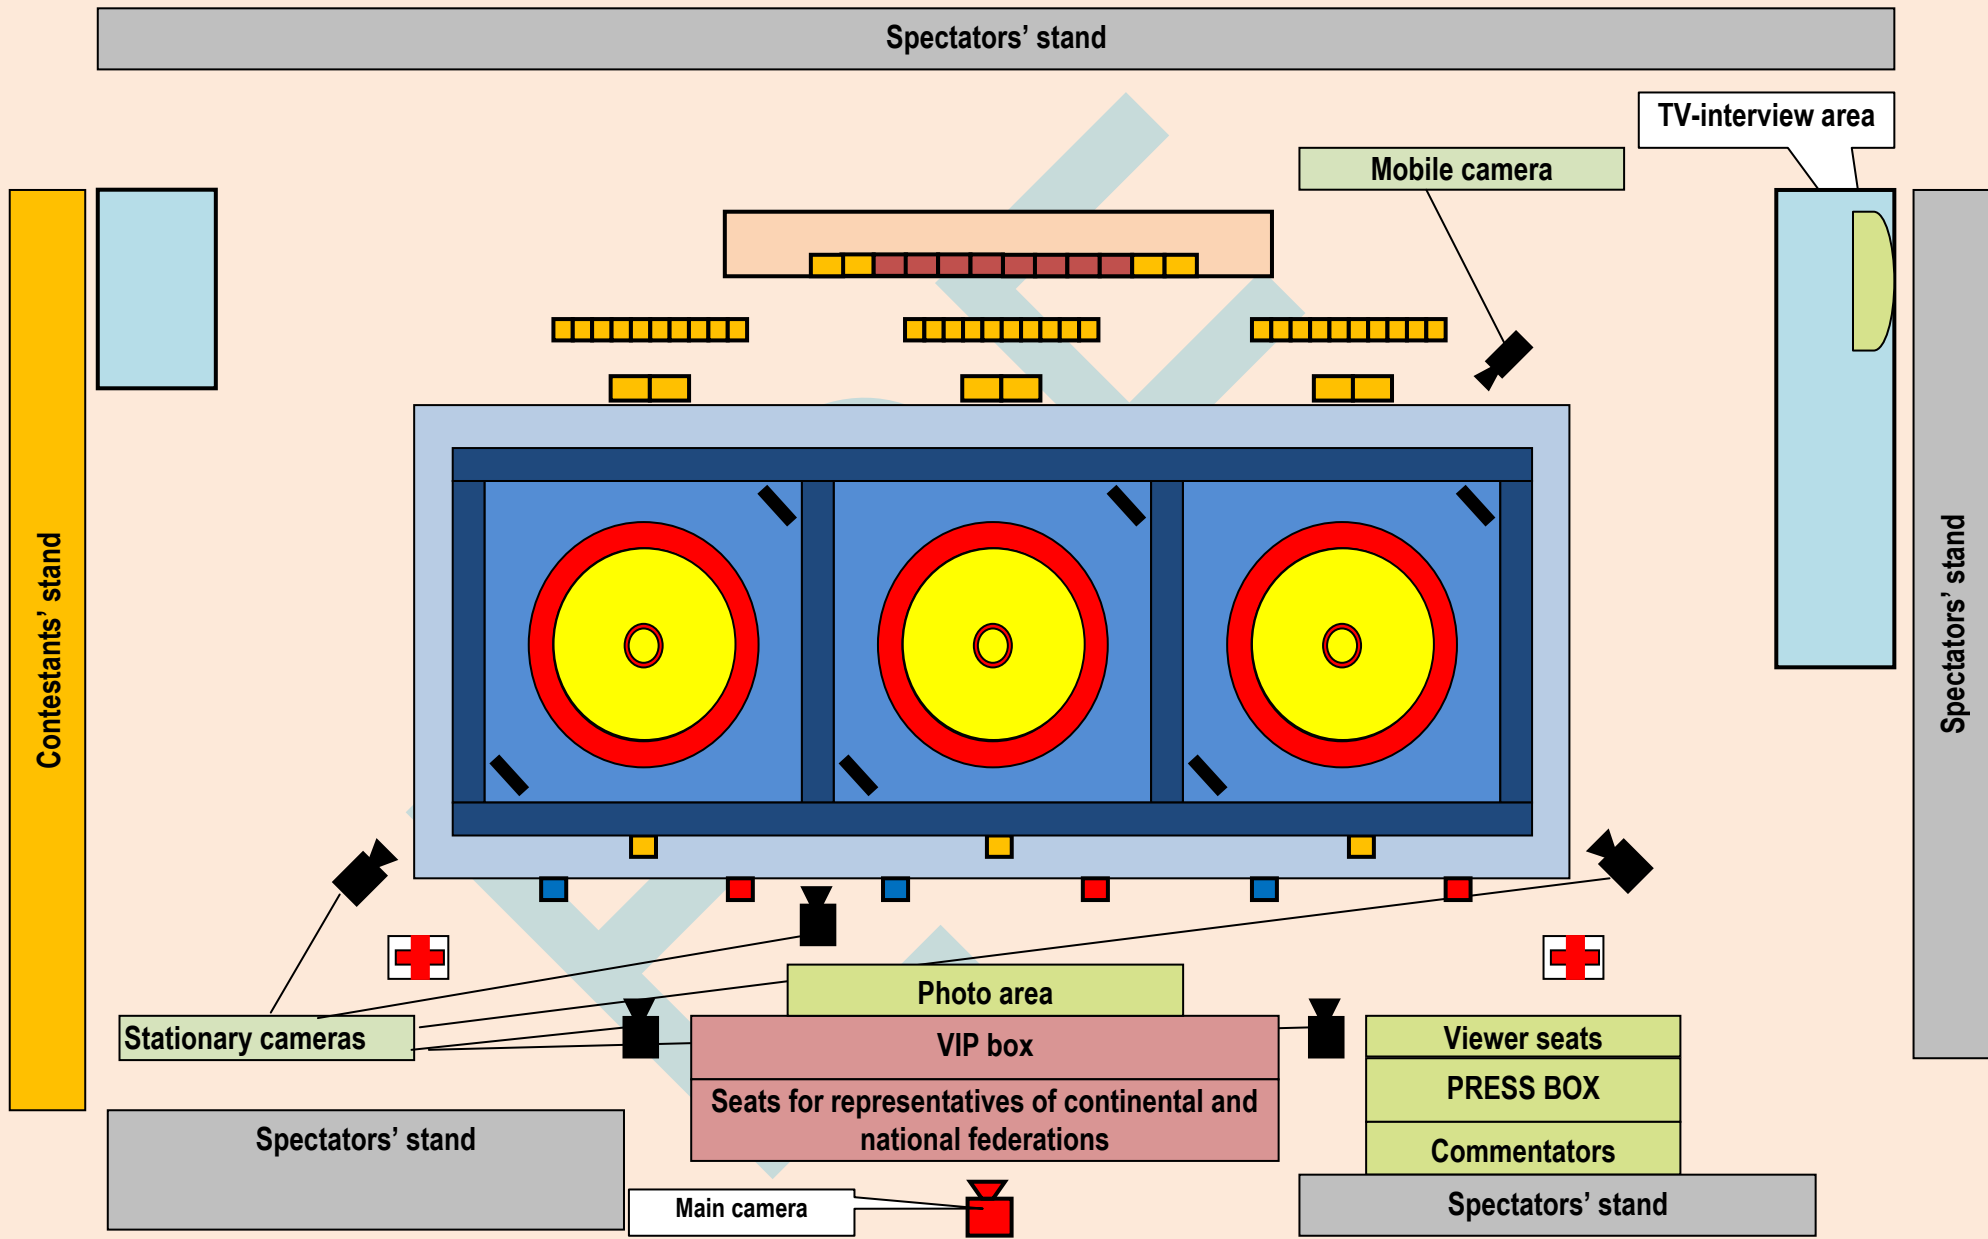 Spectators’ stand
TV-interview area
Mobile camera
Contestants’ stand
Spectators’ stand
Photo area
Stationary cameras
VIP box
Viewer seats
Seats for representatives of continental and
national federations
PRESS BOX
Spectators’ stand
Commentators
Main camera
Spectators’ stand